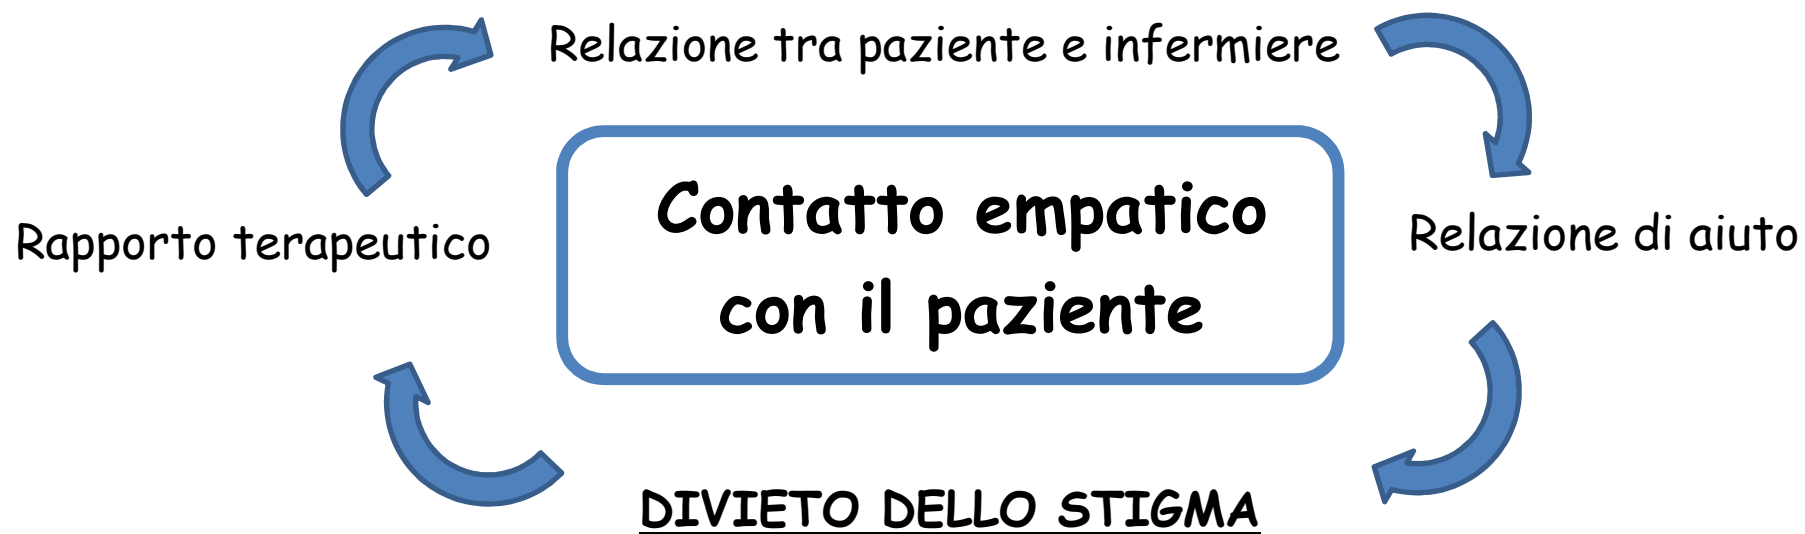 Relazione tra paziente e infermiere
Contatto empatico
con il paziente
Rapporto terapeutico
Relazione di aiuto
DIVIETO DELLO STIGMA